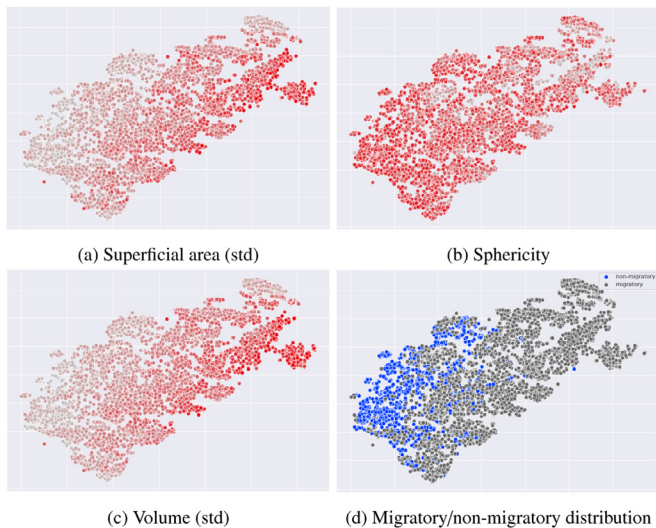 (a) Superficial area (std)
(b) Sphericity
non-migratory
migratory
(c) Volume (std)
(d) Migratory/non-migratory distribution